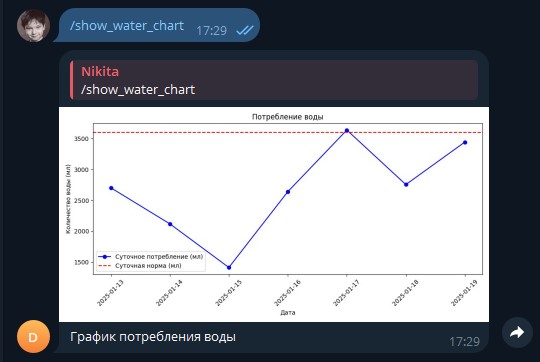 /show_water_chart 17:29
Nikita
/show_water_chart
Потребление воды
Количество воды (мл)
3500
3000
2500
2000
1500
Суточное потребление (мл)
Суточная норма (мл)
2025-01-13
2025-01-14
2025-01-15
2025-01-16
2025-01-17
2025-01-18
2025-01-19
Дата
D
График потребления воды
17:29